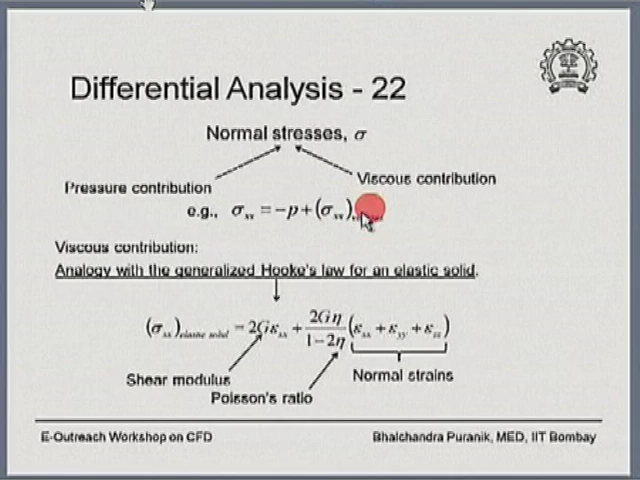 Differential Analysis - 22
Normal stresses, σ
Pressure contribution
Viscous contribution
e.g., σxx = -p + (σxx)
Viscous contribution:
Analogy with the generalized Hooke's law for an elastic solid.
(σxx)elastic solid = 2Gεxx + 2Gη / 1-2η (εxx + εyy + εzz)
Shear modulus
Poisson's ratio
Normal strains
E-Outreach Workshop on CFD
Bhalchandra Puranik, MED, IIT Bombay